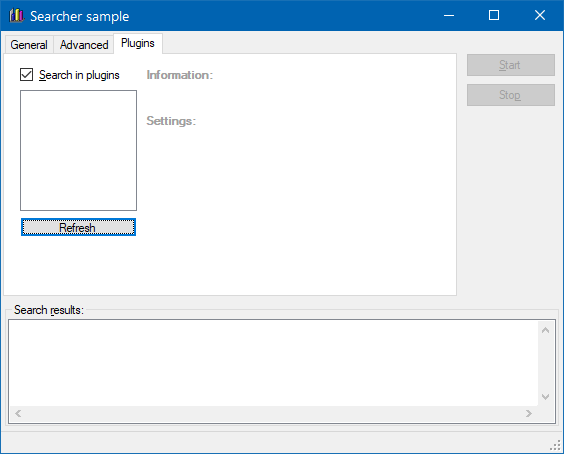 Searcher sample
General Advanced Plugins
Search in plugins
Information:
Settings:
Refresh
Start
Stop
Search results: